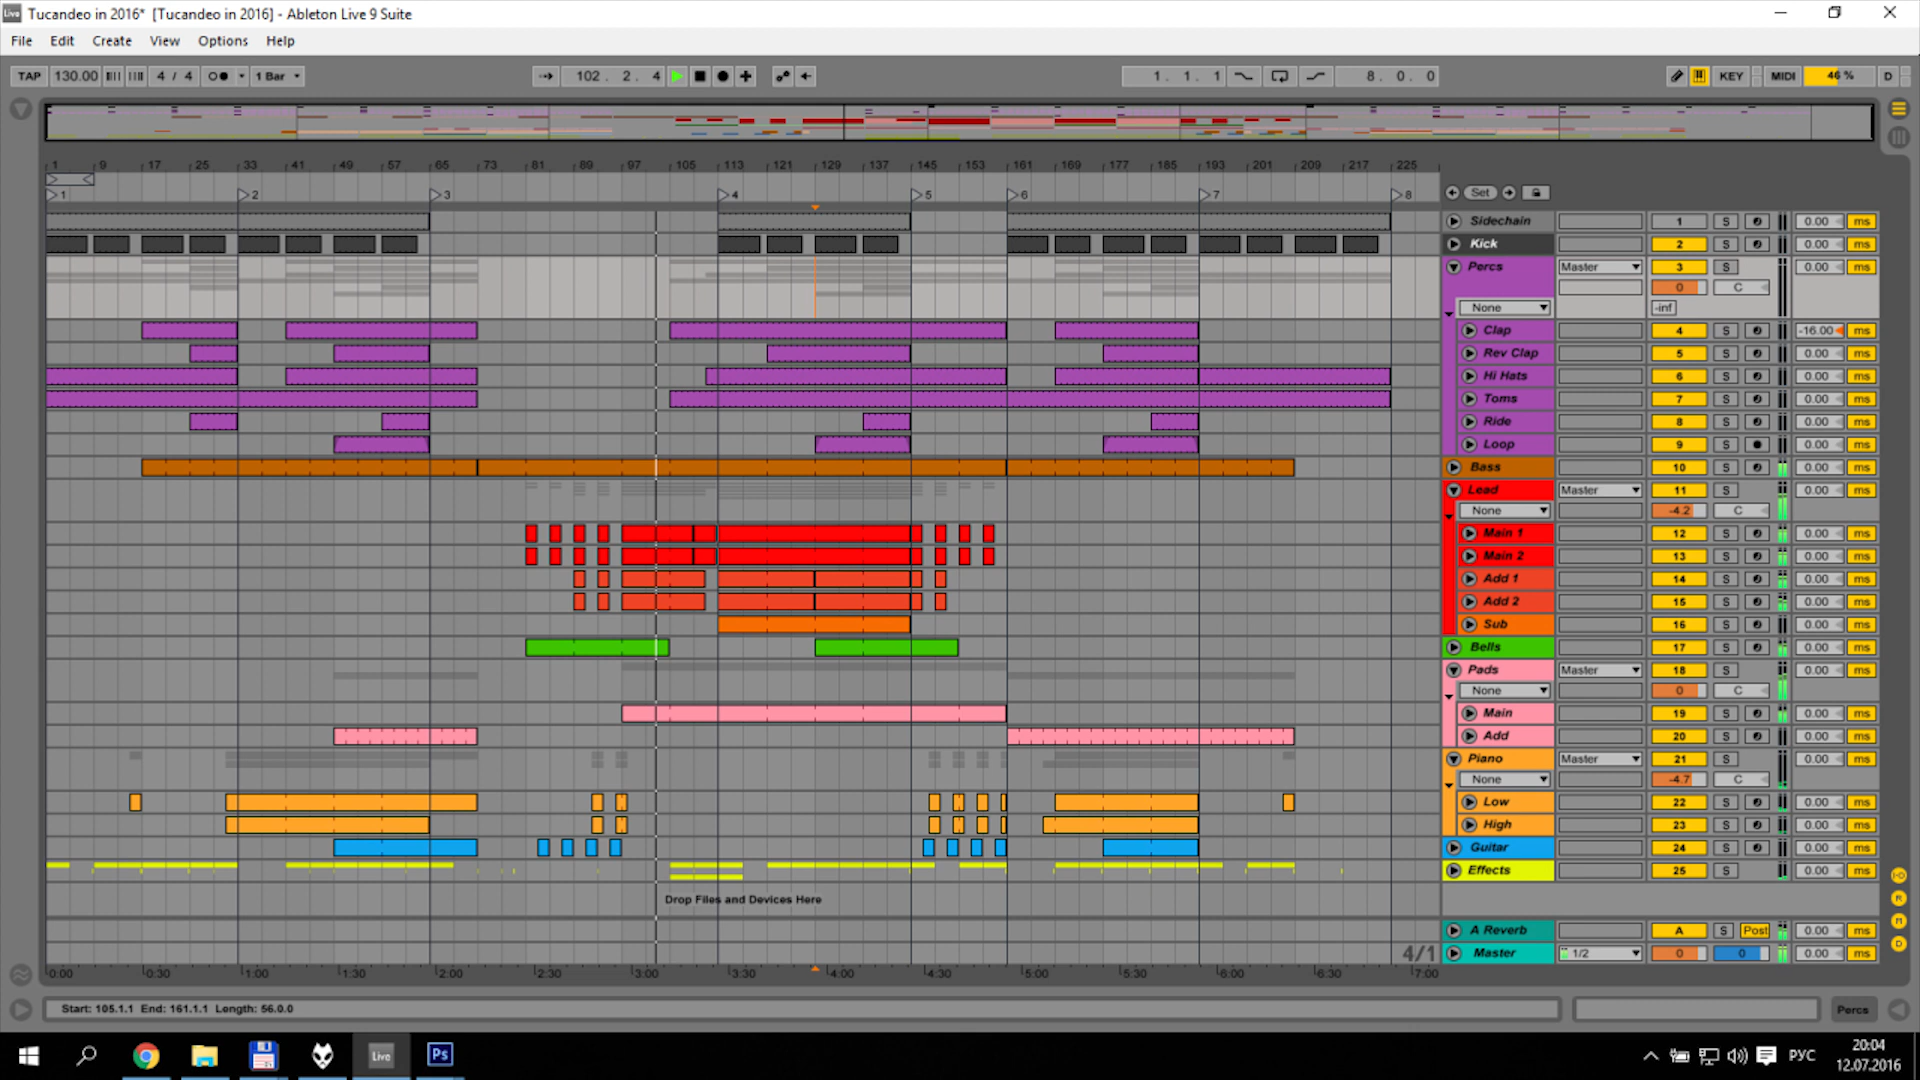 Live Tucandeo in 2016* [Tucandeo in 2016] - Ableton Live 9 Suite
File Edit Create View Options Help
TAP 130.00 4 / 4 1 Bar 102 . 2 . 4 1 . 1 . 1 8 . 0 . 0 KEY MIDI 46 % D
1 9 17 25 33 41 49 57 65 73 81 89 97 105 113 121 129 137 145 153 161 169 177 185 193 201 209 217 225
1 2 3 4 5 6 7 8 Set
Sidechain 1 S 0.00 ms
Kick 2 S 0.00 ms
Percs Master 3 S 0.00 ms
0 C
None -inf
Clap 4 S -16.00 ms
Rev Clap 5 S 0.00 ms
Hi Hats 6 S 0.00 ms
Toms 7 S 0.00 ms
Ride 8 S 0.00 ms
Loop 9 S 0.00 ms
Bass 10 S 0.00 ms
Lead Master 11 S 0.00 ms
None -4.2 C
Main 1 12 S 0.00 ms
Main 2 13 S 0.00 ms
Add 1 14 S 0.00 ms
Add 2 15 S 0.00 ms
Sub 16 S 0.00 ms
Bells 17 S 0.00 ms
Pads Master 18 S 0.00 ms
None 0 C
Main 19 S 0.00 ms
Add 20 S 0.00 ms
Piano Master 21 S 0.00 ms
None -4.7 C
Low 22 S 0.00 ms
High 23 S 0.00 ms
Guitar 24 S 0.00 ms
Effects 25 S 0.00 ms
Drop Files and Devices Here
I-O
R
M
D
A Reverb A S Post 0.00 ms
4/1 Master 1/2 0 0 0.00 ms
0:00 0:30 1:00 1:30 2:00 2:30 3:00 3:30 4:00 4:30 5:00 5:30 6:00 6:30 7:00
Start: 105.1.1 End: 161.1.1 Length: 56.0.0 Percs
Live Ps РУС 20:04
12.07.2016